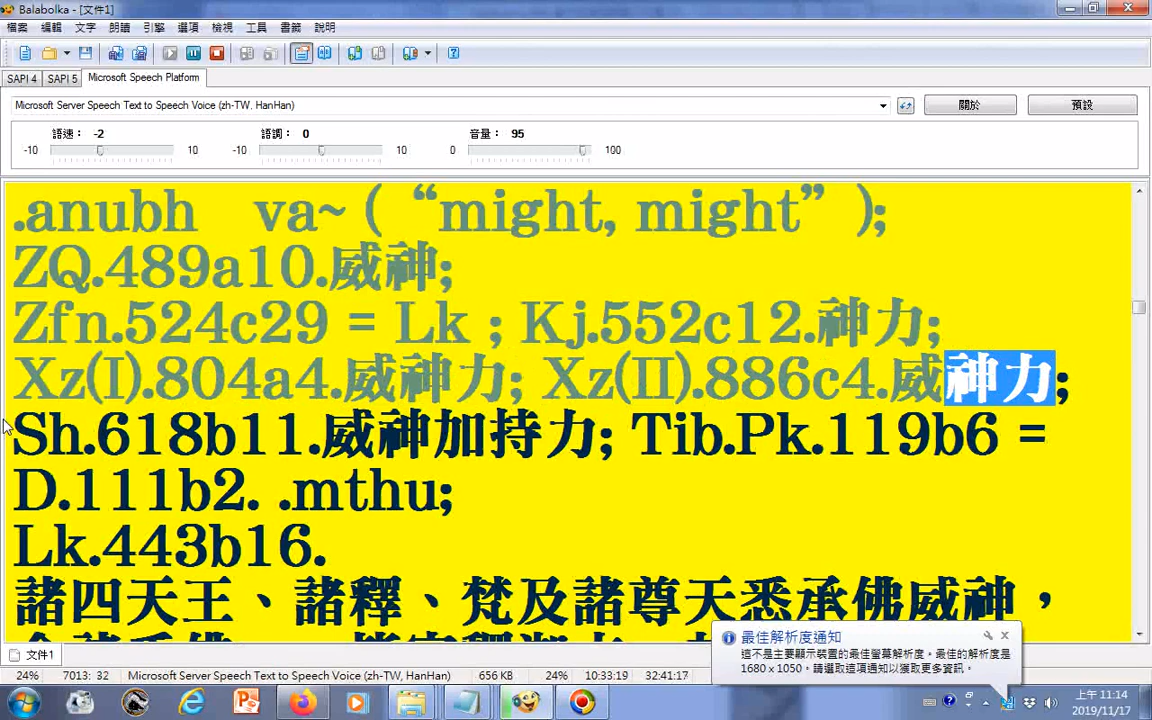 Balabolka - [文件1]
檔案 編輯 文字 朗讀 引擎 選項 檢視 工具 書籤 說明
SAPI 4 SAPI 5 Microsoft Speech Platform
Microsoft Server Speech Text to Speech Voice (zh-TW, HanHan) 關於 預設
語速： -2 語調： 0 音量： 95
-10 10 -10 10 0 100
.anubh va~ ( “might, might” );
ZQ.489a10.威神;
Zfn.524c29 = Lk ; Kj.552c12.神力;
Xz(I).804a4.威神力; Xz(II).886c4.威神力;
Sh.618b11.威神加持力; Tib.Pk.119b6 =
D.111b2. .mthu;
Lk.443b16.
諸四天王、諸釋、梵及諸尊天悉承佛威神，
最佳解析度通知
這不是主要顯示裝置的最佳螢幕解析度。最佳的解析度是
1680 x 1050。請選取這項通知以獲取更多資訊。
文件1
24% 7013: 32 Microsoft Server Speech Text to Speech Voice (zh-TW, HanHan) 656 KB 24% 10:33:19 32:41:17
上午 11:14
2019/11/17